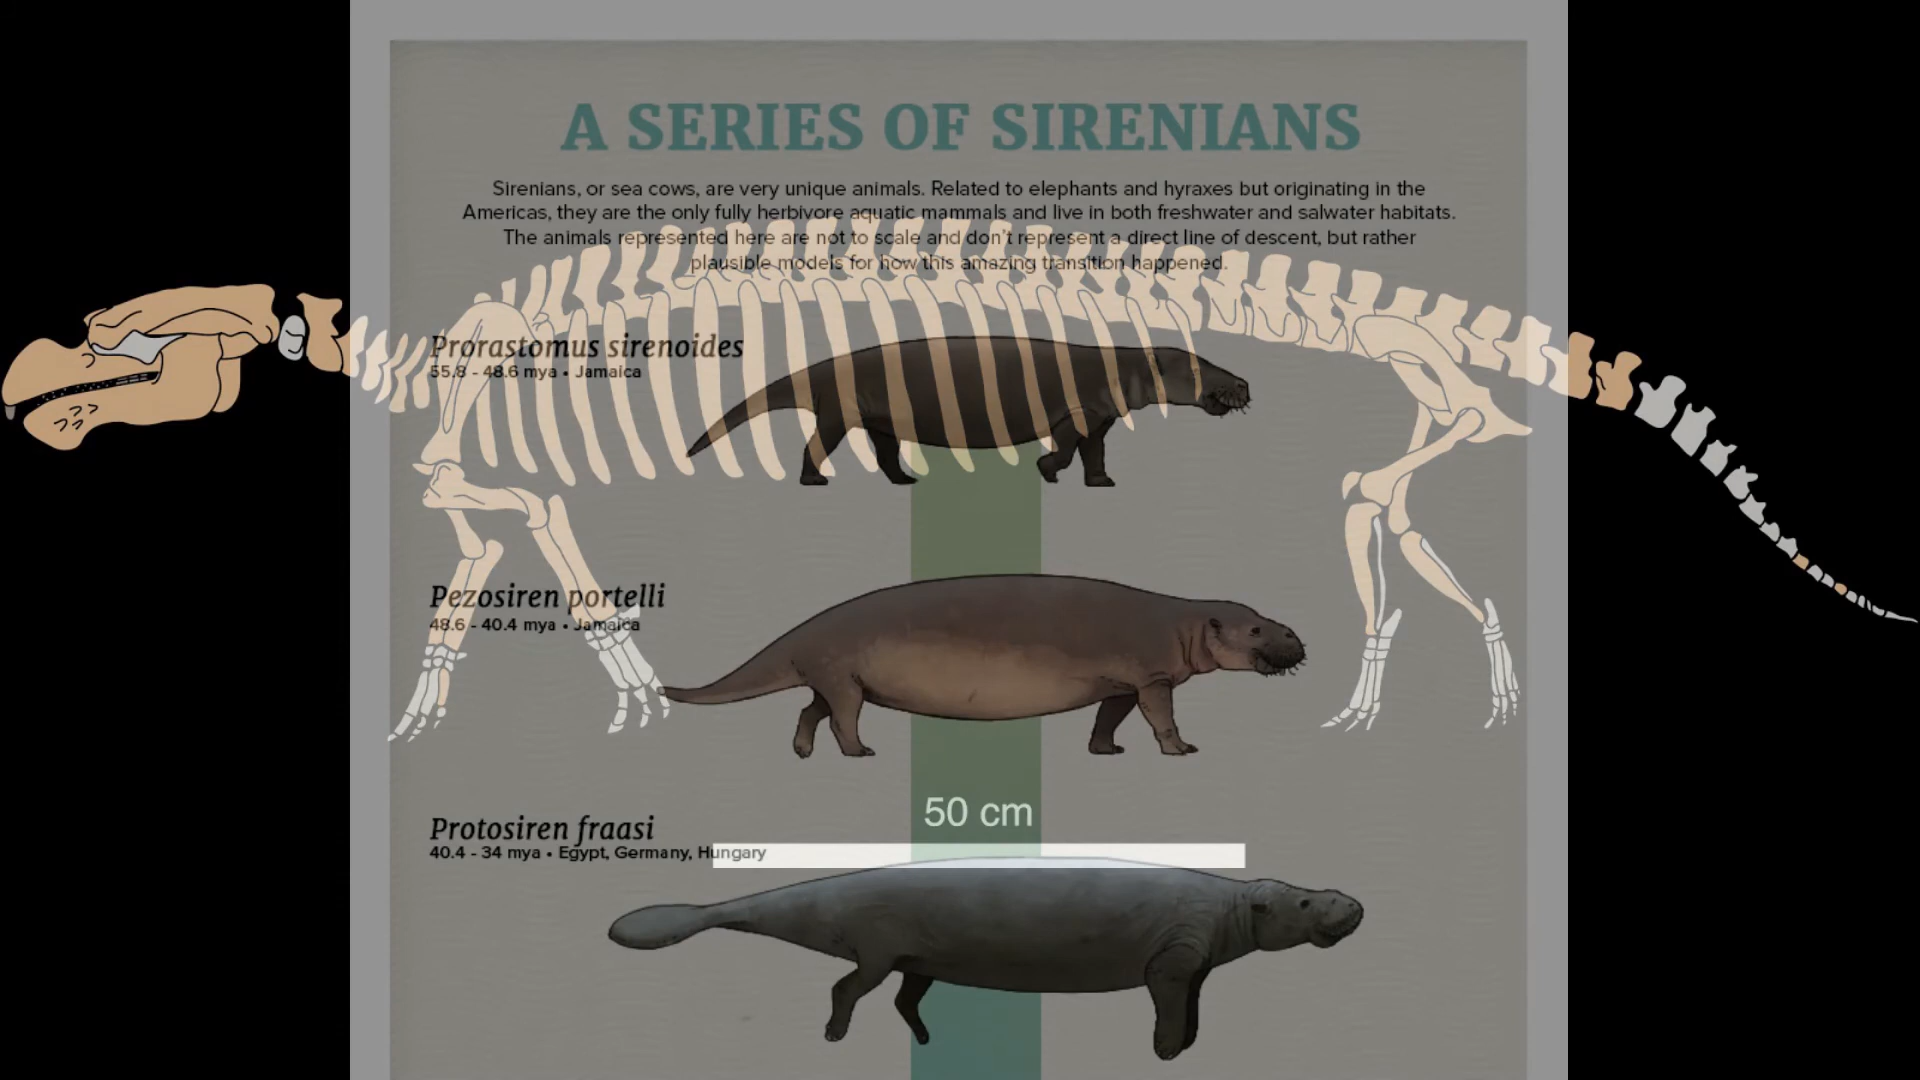 A SERIES OF SIRENIANS
Sirenians, or sea cows, are very unique animals. Related to elephants and hyraxes but originating in the
Americas, they are the only fully herbivore aquatic mammals and live in both freshwater and salwater habitats.
The animals represented here are not to scale and don't represent a direct line of descent, but rather
plausible models for how this amazing transition happened.
Prorastomus sirenoides
55.8 - 48.6 mya • Jamaica
Pezosiren portelli
48.6 - 40.4 mya • Jamaica
50 cm
Protosiren fraasi
40.4 - 34 mya • Egypt, Germany, Hungary